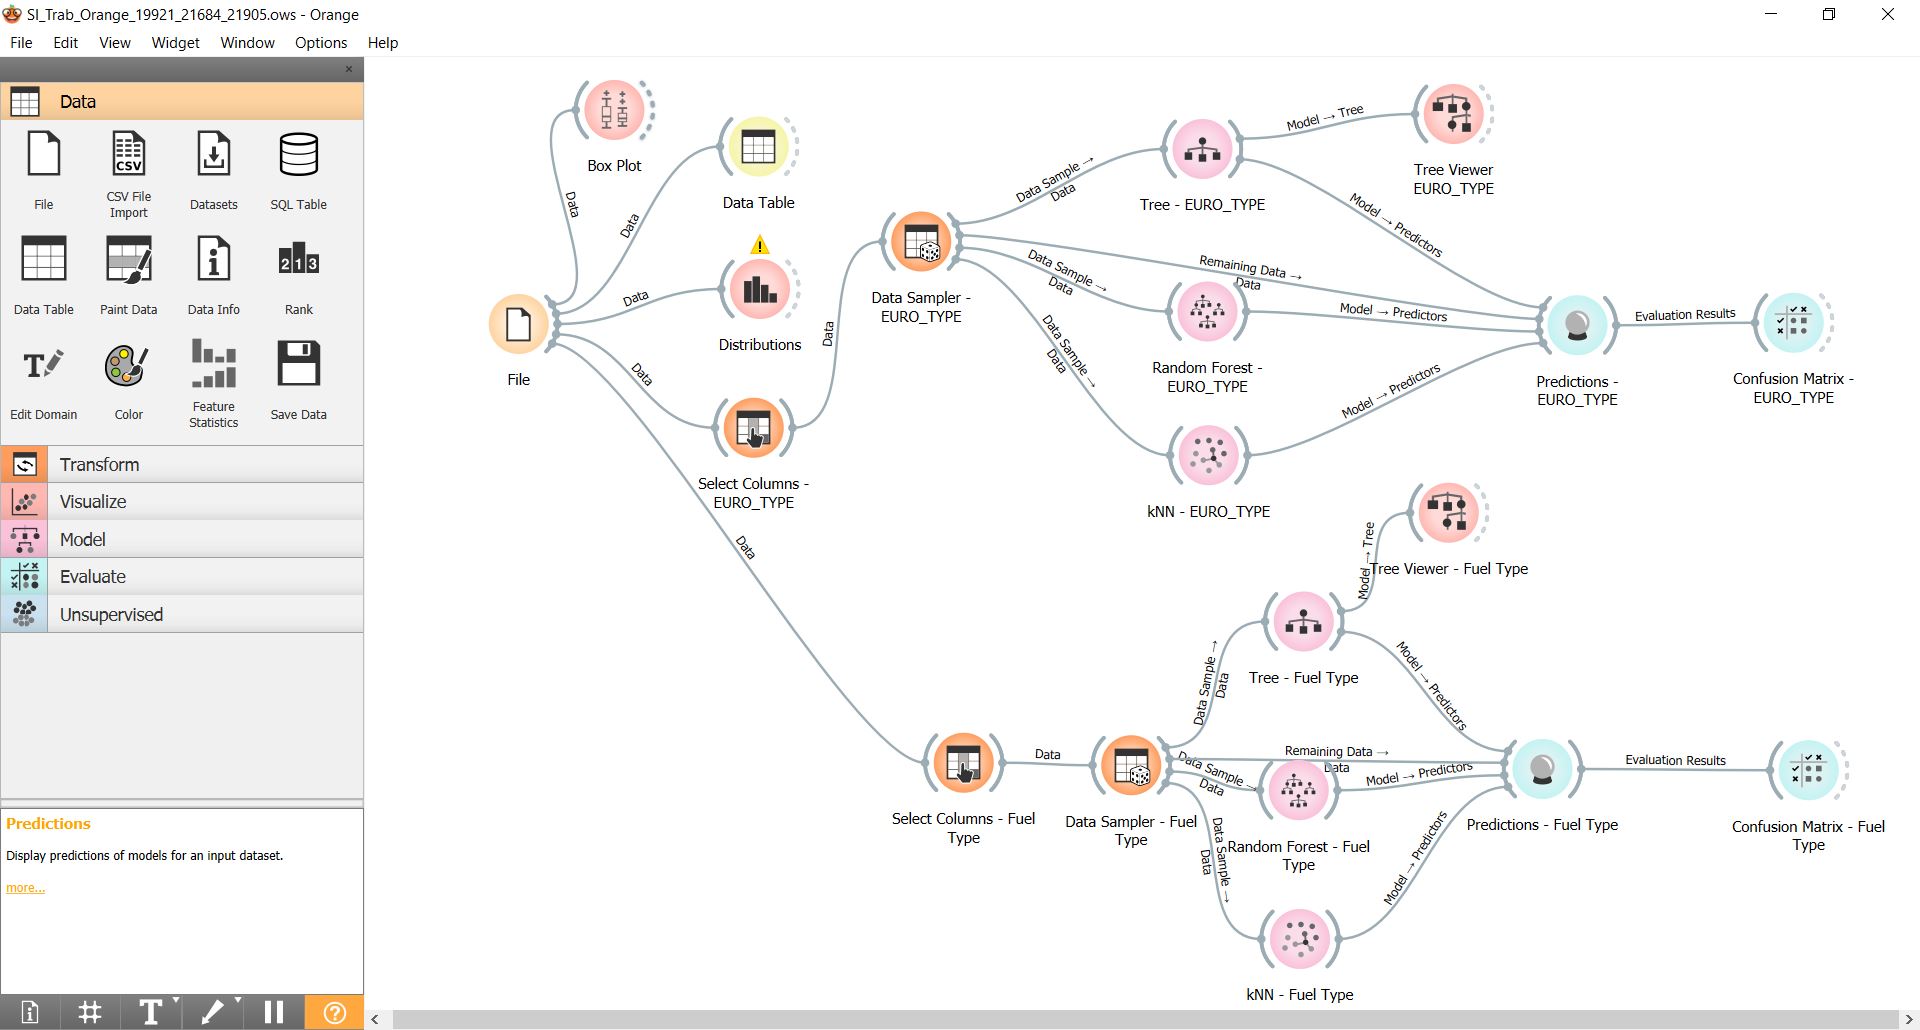 SI_Trab_Orange_19921_21684_21905.ows - Orange
File Edit View Widget Window Options Help
Data
File
CSV File
Import
Datasets
SQL Table
Data Table
Paint Data
Data Info
Rank
Edit Domain
Color
Feature
Statistics
Save Data
Transform
Visualize
Model
Evaluate
Unsupervised
Predictions
Display predictions of models for an input dataset.
more...
File
Data
Box Plot
Data
Data Table
Data
Distributions
Data
Select Columns -
EURO_TYPE
Data
Data Sampler -
EURO_TYPE
Data Sample →
Data
Tree - EURO_TYPE
Model → Tree
Tree Viewer
EURO_TYPE
Model → Predictors
Remaining Data →
Data
Data Sample →
Data
Random Forest -
EURO_TYPE
Model → Predictors
Data Sample →
Data
kNN - EURO_TYPE
Model → Predictors
Predictions -
EURO_TYPE
Evaluation Results
Confusion Matrix -
EURO_TYPE
Data
Select Columns - Fuel
Type
Data
Data Sampler - Fuel
Type
Data Sample →
Data
Tree - Fuel Type
Model → Tree
Tree Viewer - Fuel Type
Model → Predictors
Remaining Data →
Data
Data Sample →
Data
Random Forest - Fuel
Type
Model → Predictors
Data Sample →
Data
kNN - Fuel Type
Model → Predictors
Predictions - Fuel Type
Evaluation Results
Confusion Matrix - Fuel
Type